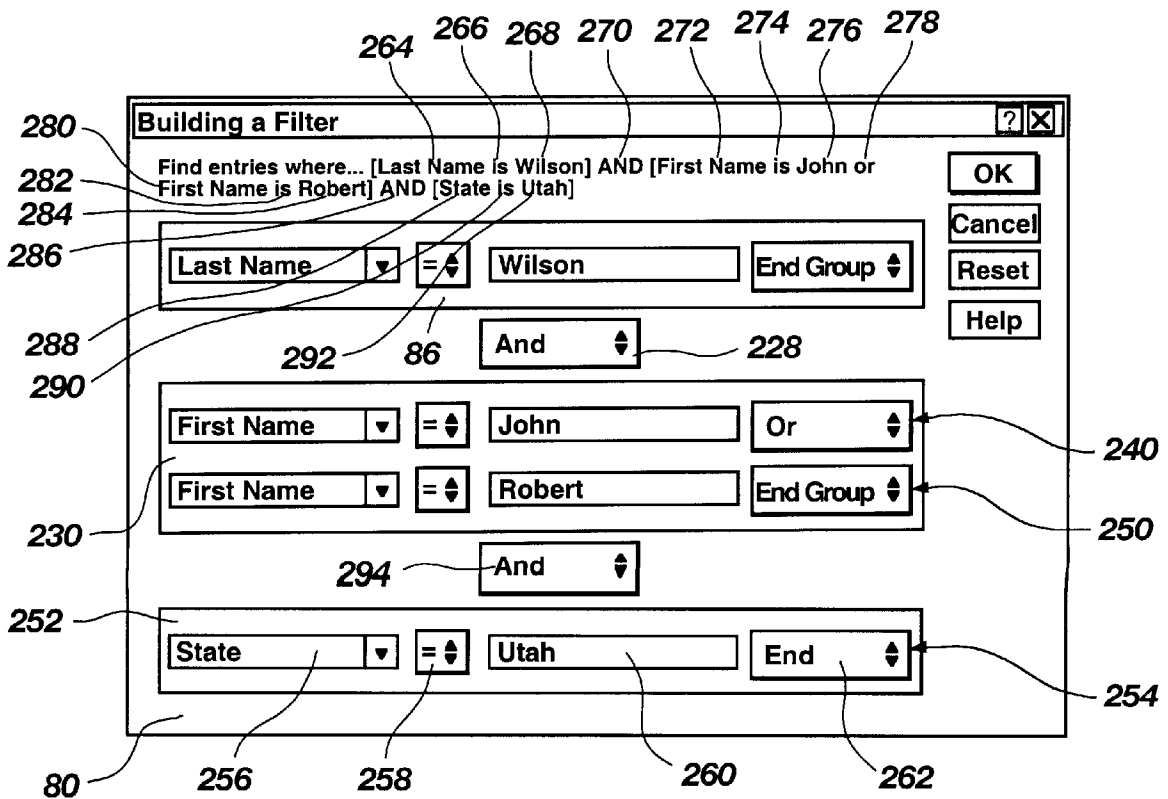 264 266 268 270 272 274 276 278
280
Building a Filter ?
Find entries where... [Last Name is Wilson] AND [First Name is John or
282 First Name is Robert] AND [State is Utah]
OK
284
Cancel
286
Last Name = Wilson End Group
Reset
Help
288 292 86 And 228
290
First Name = John Or
240
First Name = Robert End Group
230 250
294 And
252
State = Utah End
254
80 256 258 260 262